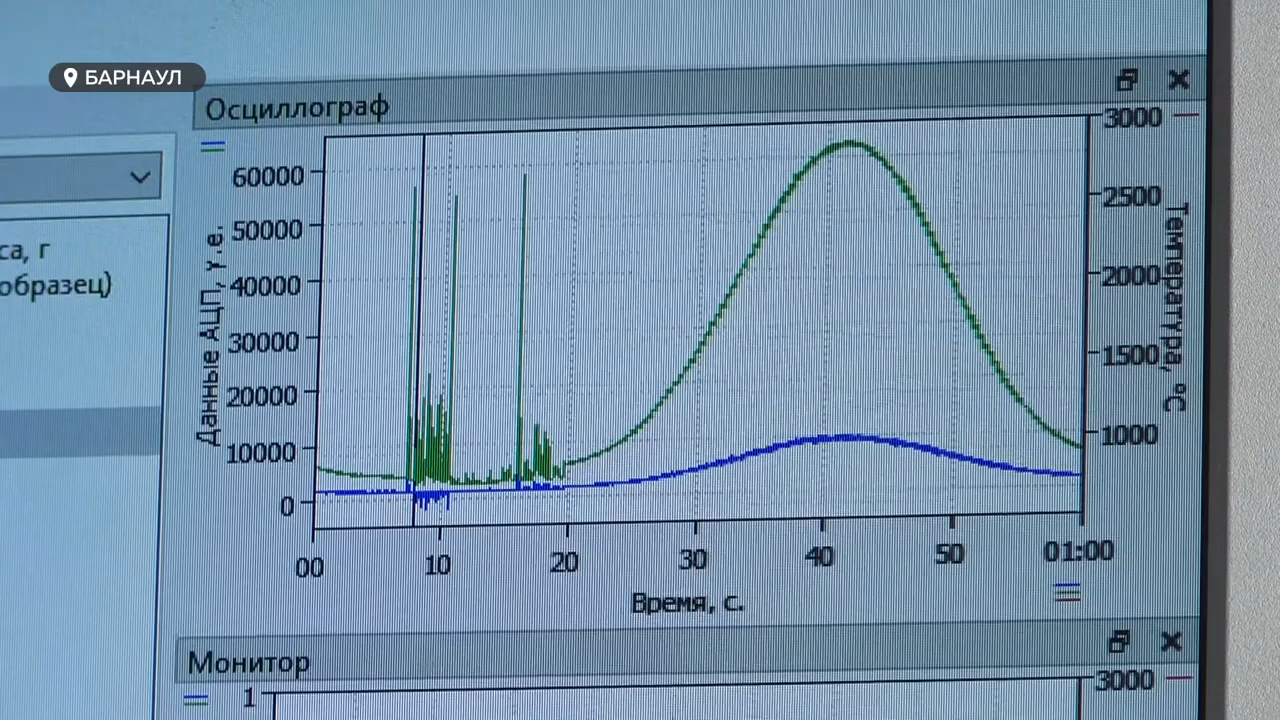 БАРНАУЛ
Осциллограф
са, г
образец)
Данные АЦП, у.е.
60000
50000
40000
30000
20000
10000
0
3000
2500
2000
1500
1000
Температура, °C
00 10 20 30 40 50 01:00
Время, с.
Монитор
1
3000